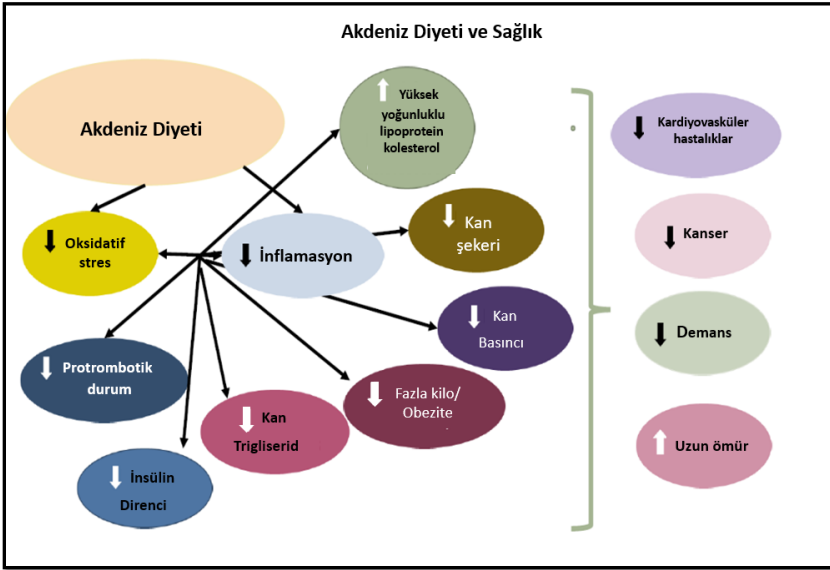 Akdeniz Diyeti ve Sağlık
Akdeniz Diyeti
Yüksek
yoğunluklu
lipoprotein
kolesterol
Kardiyovasküler
hastalıklar
Oksidatif
stres
İnflamasyon
Kan
şekeri
Kanser
Kan
Basıncı
Demans
Protrombotik
durum
Kan
Trigliserid
Fazla kilo/
Obezite
Uzun ömür
İnsülin
Direnci